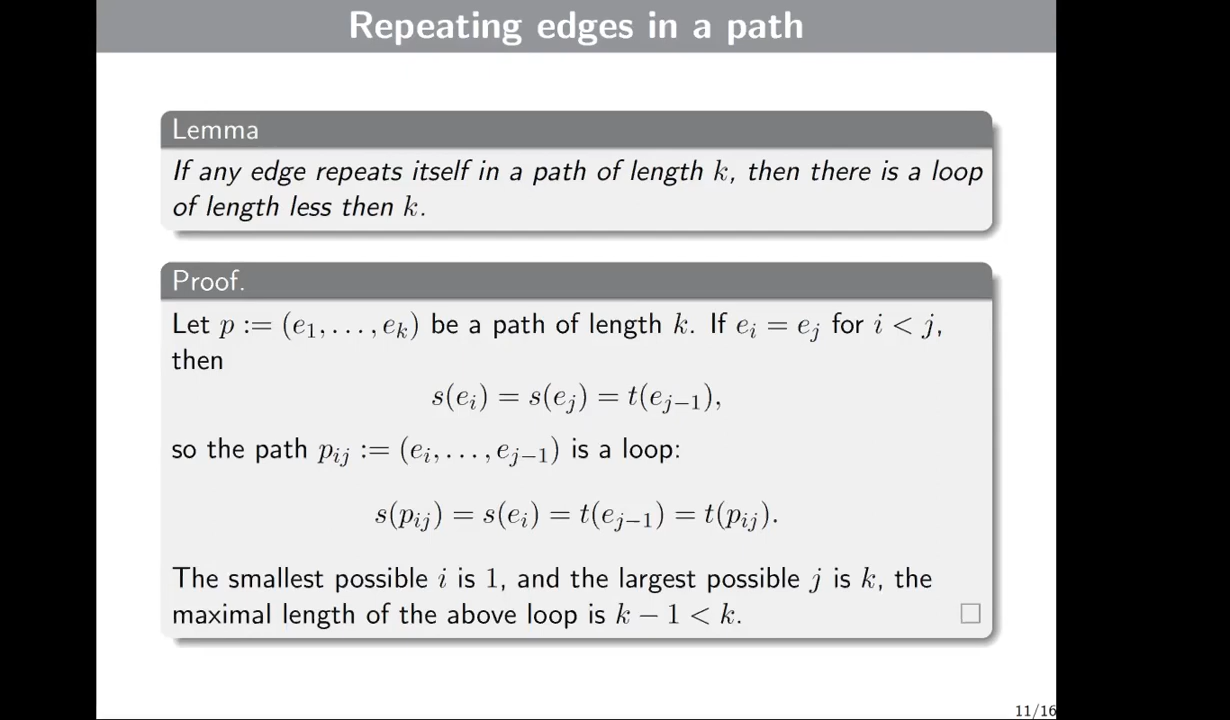 Repeating edges in a path
Lemma
If any edge repeats itself in a path of length k, then there is a loop
of length less then k.
Proof.
Let p := (e₁, . . . , eₖ) be a path of length k. If eᵢ = eⱼ for i < j,
then
s(eᵢ) = s(eⱼ) = t(eⱼ₋₁),
so the path pᵢⱼ := (eᵢ, . . . , eⱼ₋₁) is a loop:
s(pᵢⱼ) = s(eᵢ) = t(eⱼ₋₁) = t(pᵢⱼ).
The smallest possible i is 1, and the largest possible j is k, the
maximal length of the above loop is k − 1 < k. □
11/16